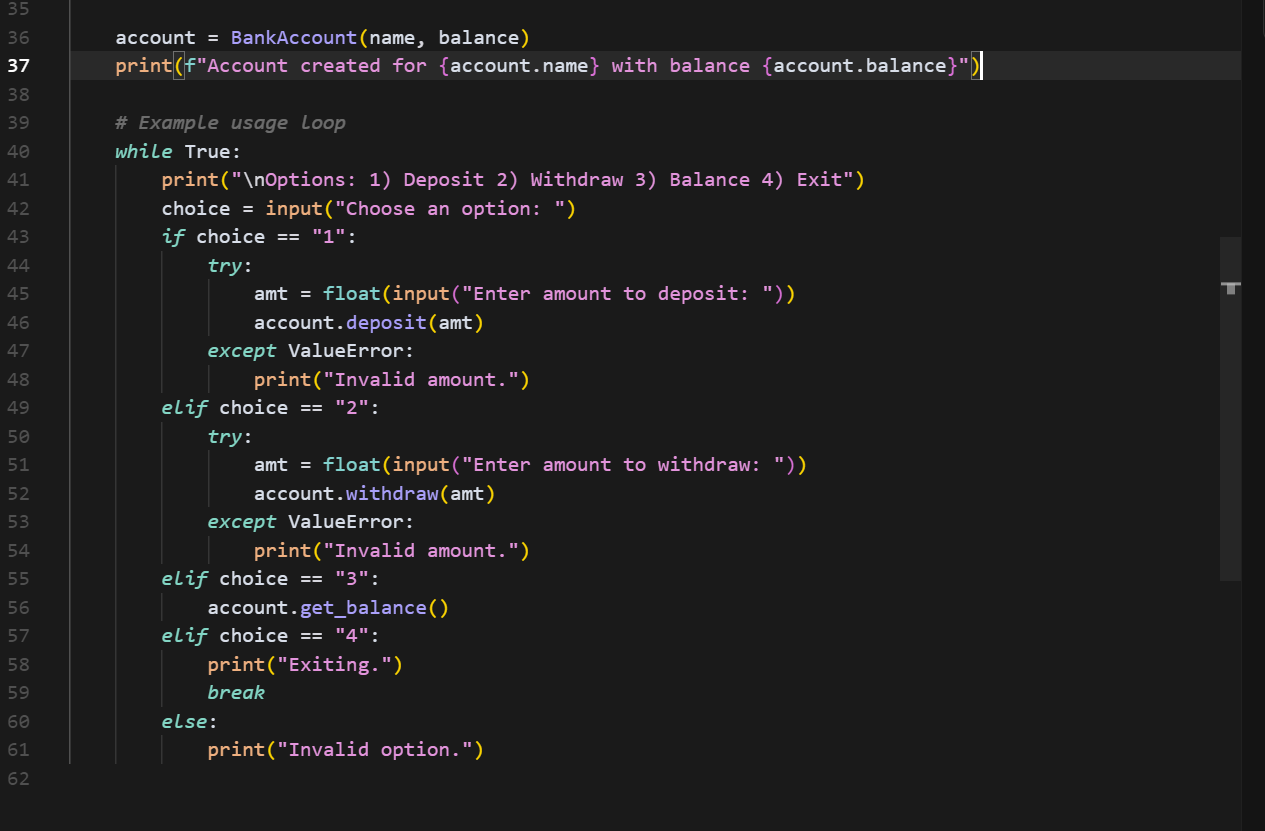 35
36 account = BankAccount(name, balance)
37 print(f"Account created for {account.name} with balance {account.balance}")
38
39 # Example usage loop
40 while True:
41 print("\nOptions: 1) Deposit 2) Withdraw 3) Balance 4) Exit")
42 choice = input("Choose an option: ")
43 if choice == "1":
44 try:
45 amt = float(input("Enter amount to deposit: "))
46 account.deposit(amt)
47 except ValueError:
48 print("Invalid amount.")
49 elif choice == "2":
50 try:
51 amt = float(input("Enter amount to withdraw: "))
52 account.withdraw(amt)
53 except ValueError:
54 print("Invalid amount.")
55 elif choice == "3":
56 account.get_balance()
57 elif choice == "4":
58 print("Exiting.")
59 break
60 else:
61 print("Invalid option.")
62